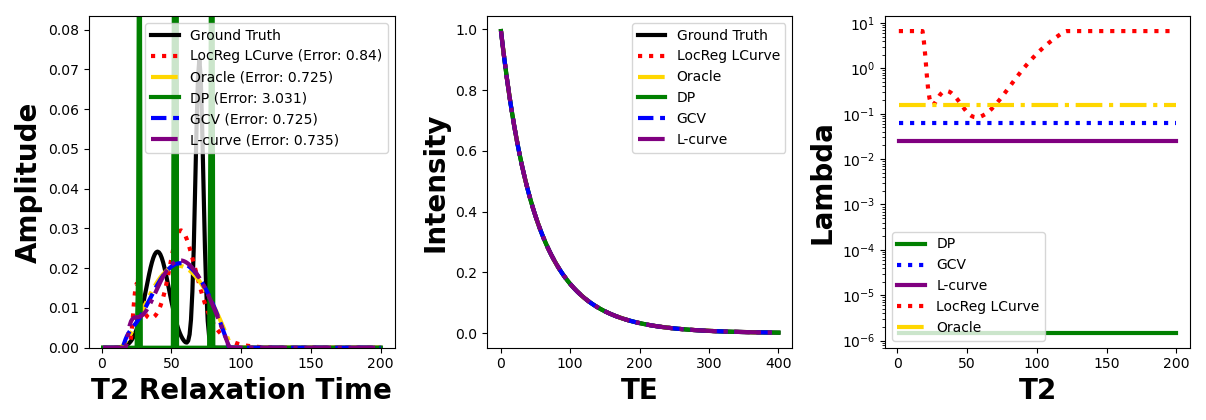 Amplitude
0.08
0.07
0.06
0.05
0.04
0.03
0.02
0.01
0.00
Ground Truth
LocReg LCurve (Error: 0.84)
Oracle (Error: 0.725)
DP (Error: 3.031)
GCV (Error: 0.725)
L-curve (Error: 0.735)
0 50 100 150 200
T2 Relaxation Time
Intensity
1.0
0.8
0.6
0.4
0.2
0.0
Ground Truth
LocReg LCurve
Oracle
DP
GCV
L-curve
0 100 200 300 400
TE
Lambda
10^1
10^0
10^-1
10^-2
10^-3
10^-4
10^-5
10^-6
DP
GCV
L-curve
LocReg LCurve
Oracle
0 50 100 150 200
T2